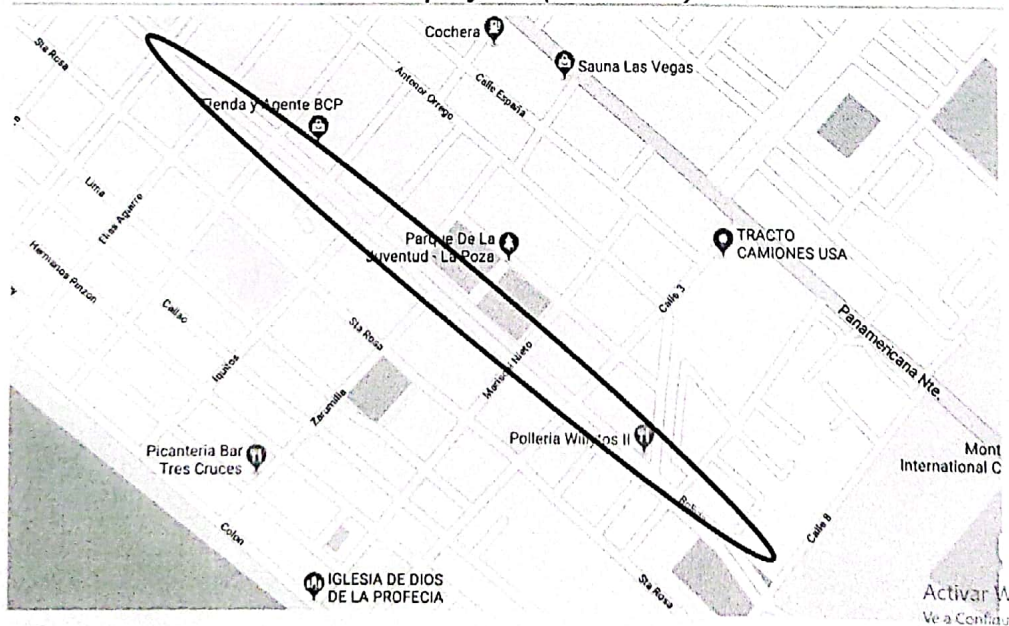 Cochera
Sta Rosa
Sauna Las Vegas
Antenor Orrego
Calle España
Tienda y Agente BCP
Lima
Elias Aguirre
Parque De La
Juventud - La Poza
TRACTO
CAMIONES USA
Hermanos Pinzon
Calle 3
Callao
Sta Rosa
Panamericana Nte.
Mariscal Nieto
Iquitos
Zarumilla
Polleria Willytos II
Picanteria Bar
Tres Cruces
Mont
International C
Colon
Calle 8
IGLESIA DE DIOS
DE LA PROFECIA
Sta Rosa
Activar W
Ve a Configu